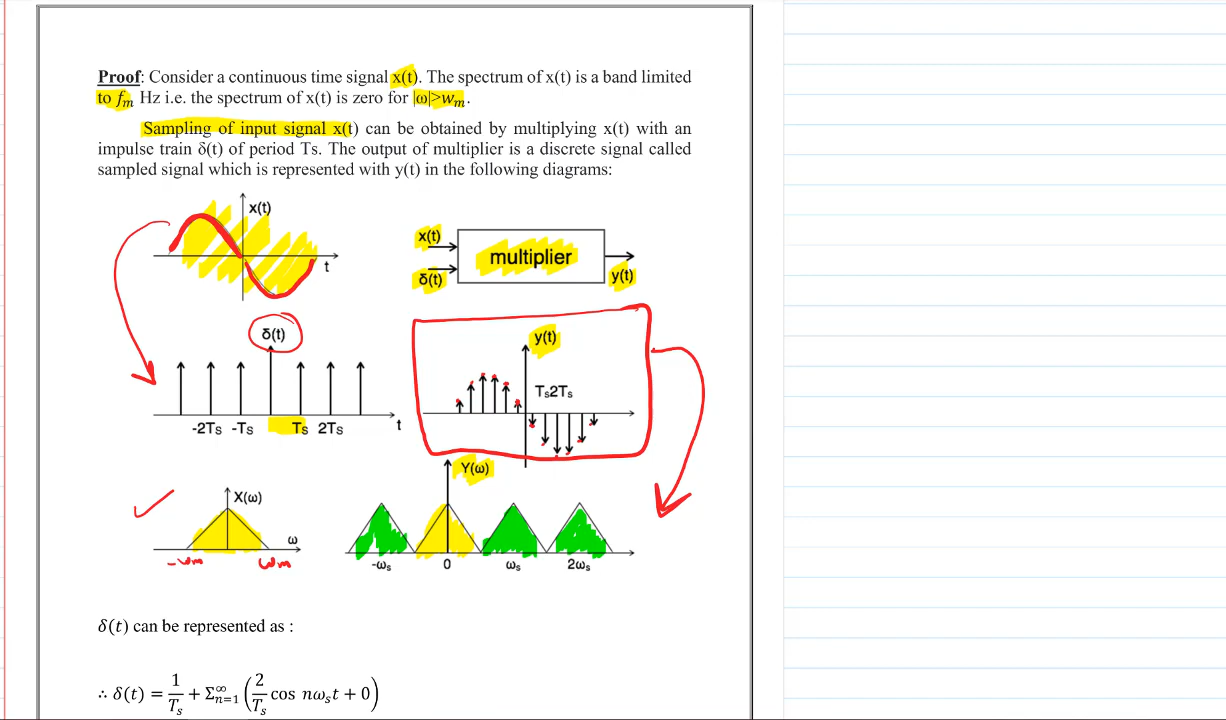 Proof: Consider a continuous time signal x(t). The spectrum of x(t) is a band limited
to fₘ Hz i.e. the spectrum of x(t) is zero for |ω|>wₘ.
Sampling of input signal x(t) can be obtained by multiplying x(t) with an
impulse train δ(t) of period Ts. The output of multiplier is a discrete signal called
sampled signal which is represented with y(t) in the following diagrams:
x(t)
t
x(t)
δ(t)
multiplier
y(t)
δ(t)
-2Ts -Ts Ts 2Ts t
y(t)
Ts2Ts
X(ω)
ω
-ωm ωm
Y(ω)
-ωs 0 ωs 2ωs
δ(t) can be represented as :
∴ δ(t) = 1/Tₛ + Σₙ₌₁^∞ (2/Tₛ cos nωₛt + 0)